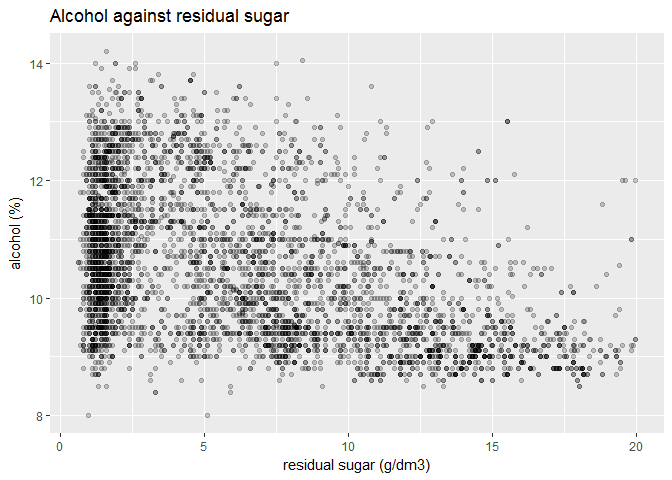 Alcohol against residual sugar
14
12
10
8
alcohol (%)
0 5 10 15 20
residual sugar (g/dm3)